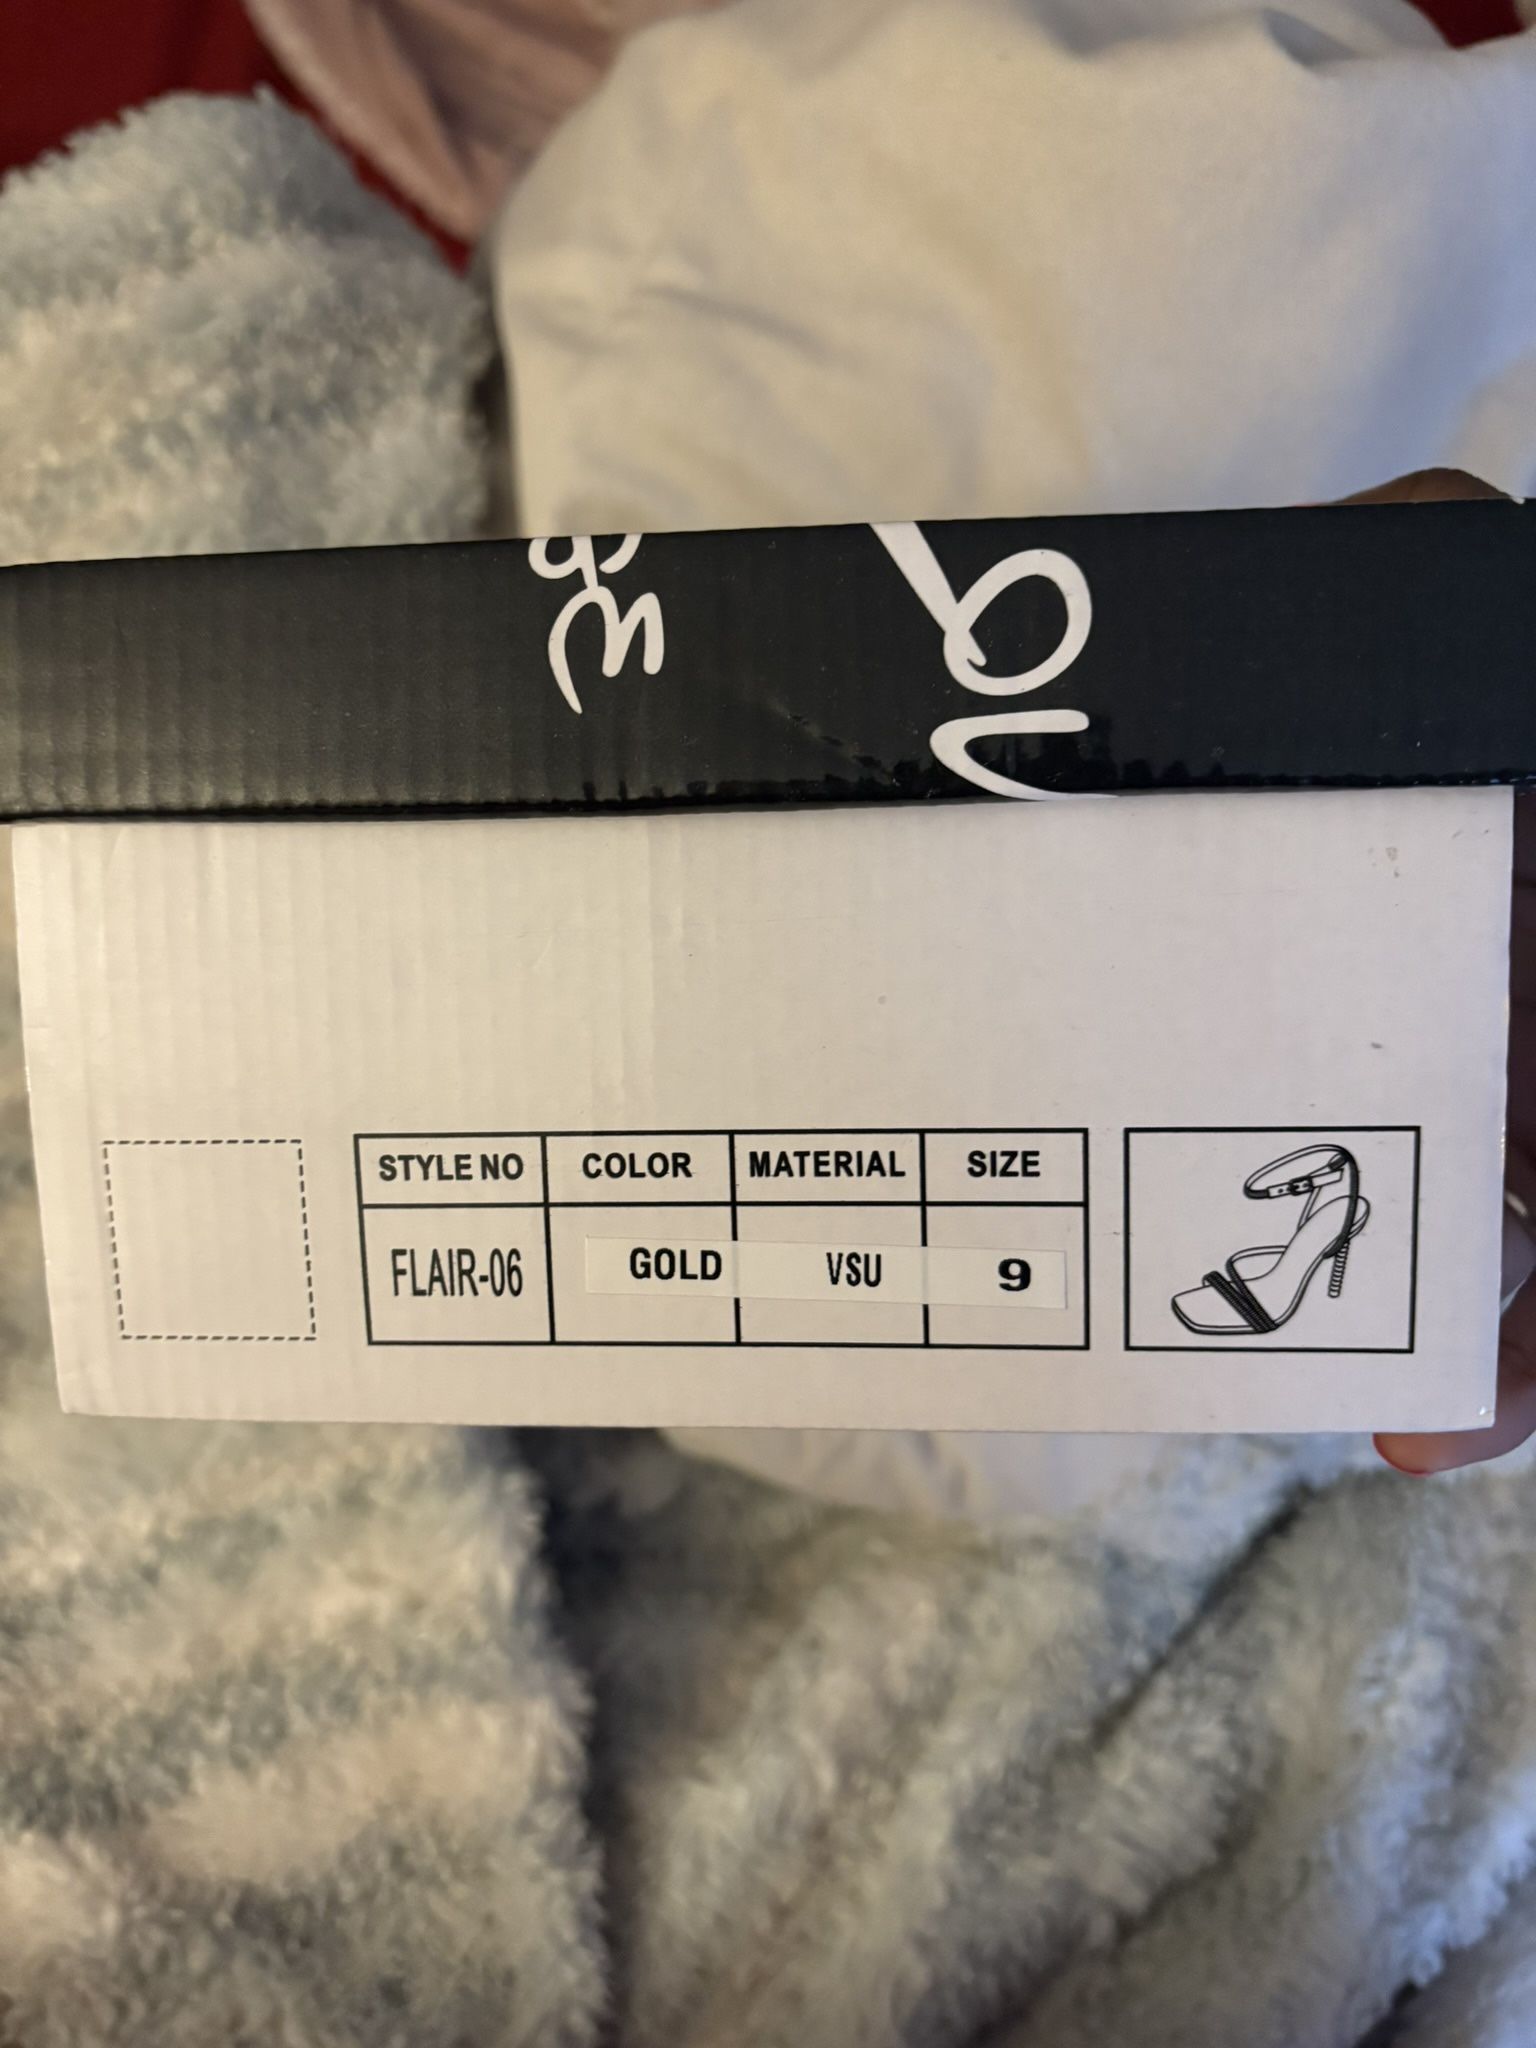 STYLE NO COLOR MATERIAL SIZE
FLAIR-06 GOLD VSU 9